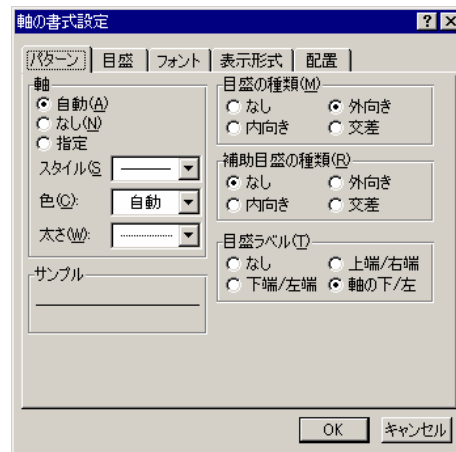 軸の書式設定
パターン 目盛 フォント 表示形式 配置
軸
自動(A)
なし(N)
指定
スタイル(S
色(C): 自動
太さ(W):
サンプル
目盛の種類(M)
なし 外向き
内向き 交差
補助目盛の種類(R)
なし 外向き
内向き 交差
目盛ラベル(T)
なし 上端/右端
下端/左端 軸の下/左
OK キャンセル